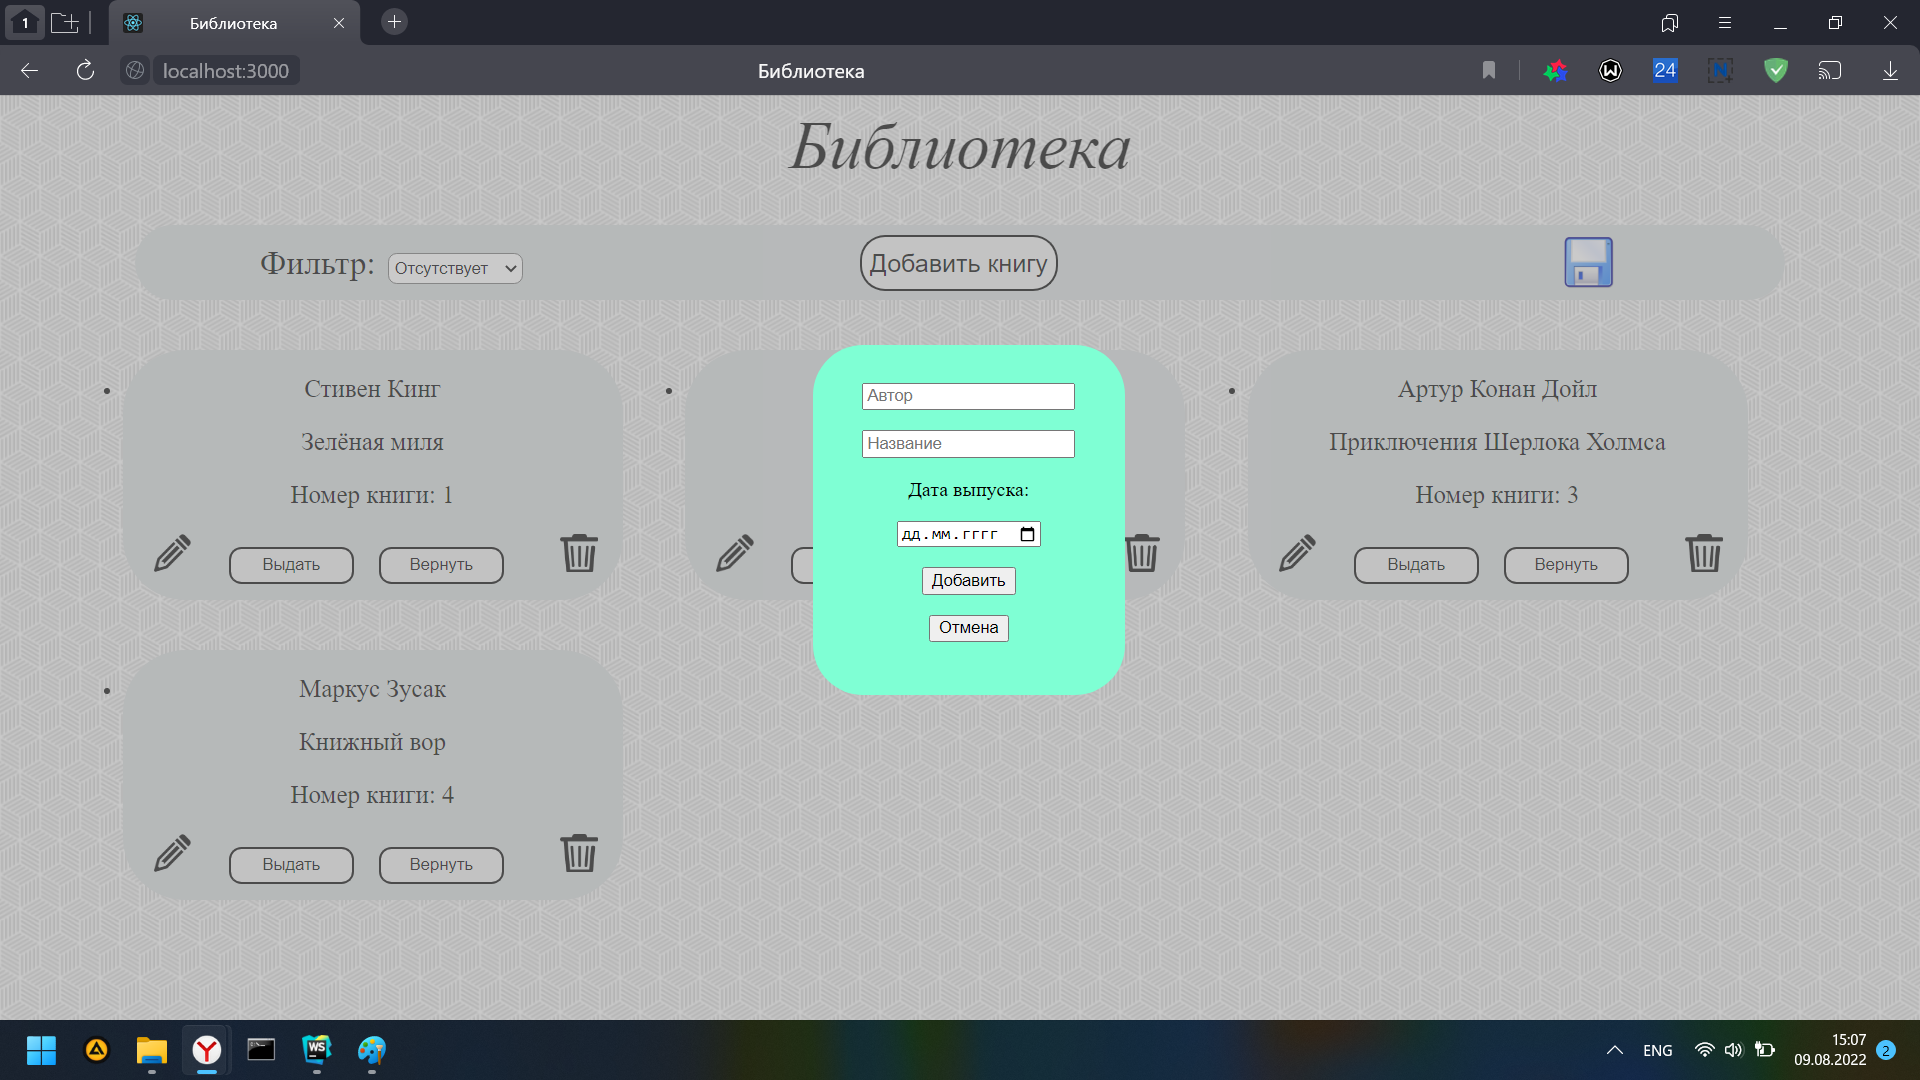 1
Библиотека
localhost:3000
Библиотека
24
N
Библиотека
Фильтр:
Отсутствует
Добавить книгу
Стивен Кинг
Зелёная миля
Номер книги: 1
Выдать
Вернуть
Автор
Название
Дата выпуска:
дд.мм.гггг
Добавить
Отмена
Артур Конан Дойл
Приключения Шерлока Холмса
Номер книги: 3
Выдать
Вернуть
Маркус Зусак
Книжный вор
Номер книги: 4
Выдать
Вернуть
WS
ENG
15:07
09.08.2022
2